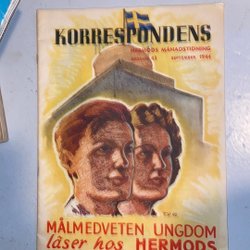 KORRESPONDENS
HERMODS MÅNADSTIDNING
SEPTEMBER 1944
MÅLMEDVETEN UNGDOM
läser hos HERMODS